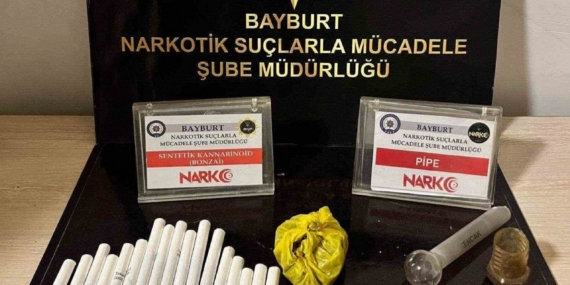 BAYBURT
NARKOTİK SUÇLARLA MÜCADELE
ŞUBE MÜDÜRLÜĞÜ
BAYBURT
NARKOTİK SUÇLARLA
MÜCADELE ŞUBE MÜDÜRLÜĞÜ
SENTETİK KANNABİNOİD
(BONZAİ)
NARKO
BAYBURT
NARKOTİK SUÇLARLA
MÜCADELE ŞUBE MÜDÜRLÜĞÜ
PİPE
NARKO